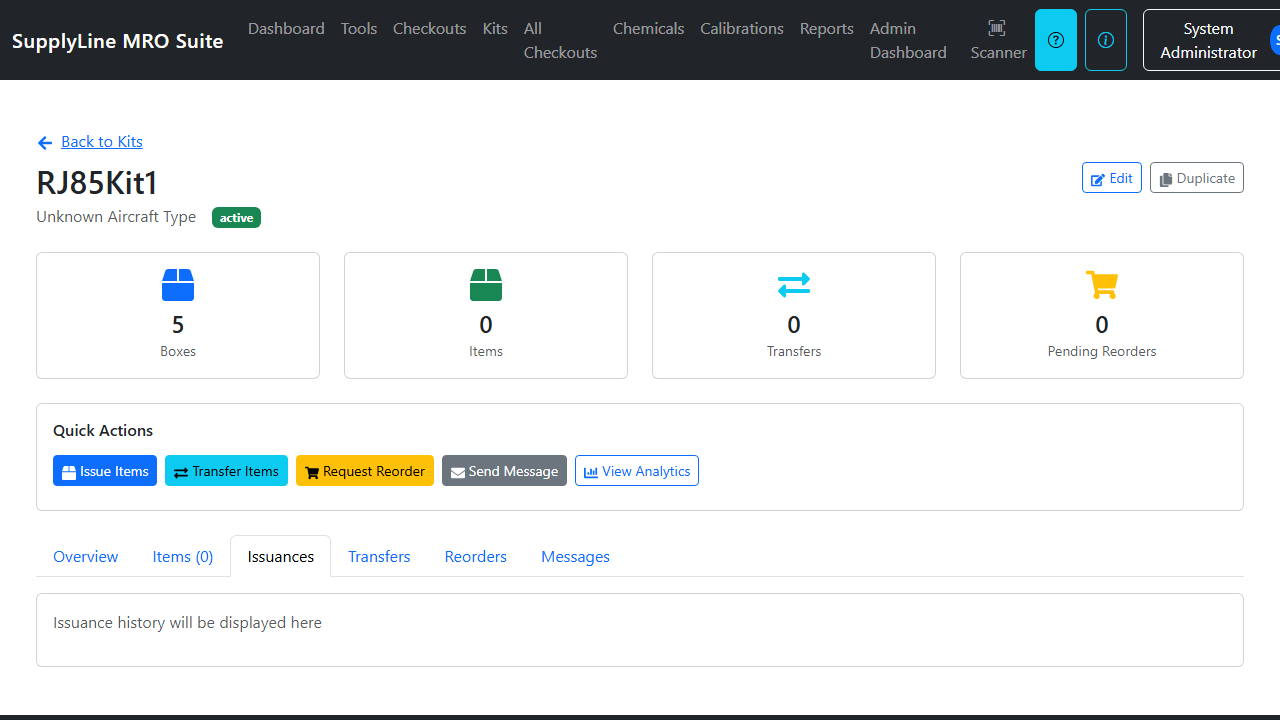 SupplyLine MRO Suite
Dashboard
Tools
Checkouts
Kits
All
Checkouts
Chemicals
Calibrations
Reports
Admin
Dashboard
Scanner
System
Administrator
S
Back to Kits
RJ85Kit1
Edit
Duplicate
Unknown Aircraft Type
active
5
Boxes
0
Items
0
Transfers
0
Pending Reorders
Quick Actions
Issue Items
Transfer Items
Request Reorder
Send Message
View Analytics
Overview
Items (0)
Issuances
Transfers
Reorders
Messages
Issuance history will be displayed here